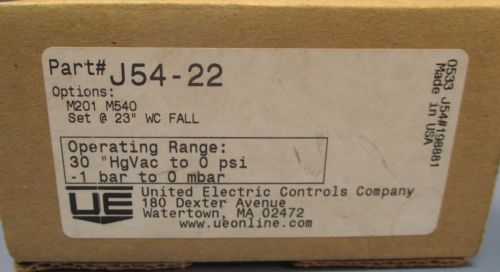 Part# J54-22
Options:
M201 M540
Set @ 23" WC FALL
Operating Range:
30 "HgVac to 0 psi
-1 bar to 0 mbar
UE
United Electric Controls Company
180 Dexter Avenue
Watertown, MA 02472
www.ueonline.com
0533 J54#198881
Made in USA